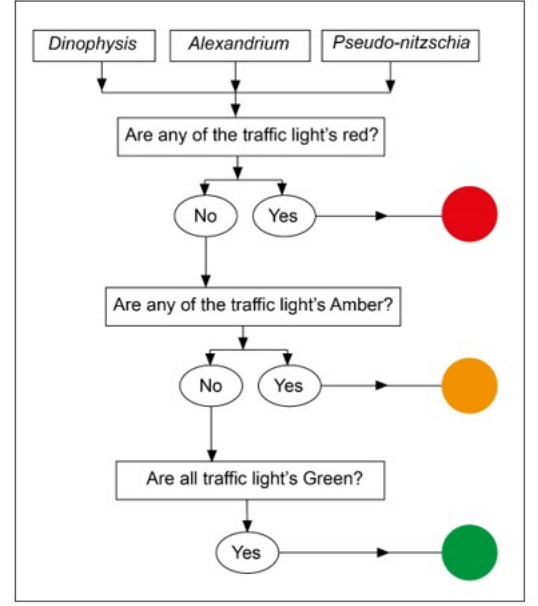 Dinophysis
Alexandrium
Pseudo-nitzschia
Are any of the traffic light's red?
No
Yes
Are any of the traffic light's Amber?
No
Yes
Are all traffic light's Green?
Yes